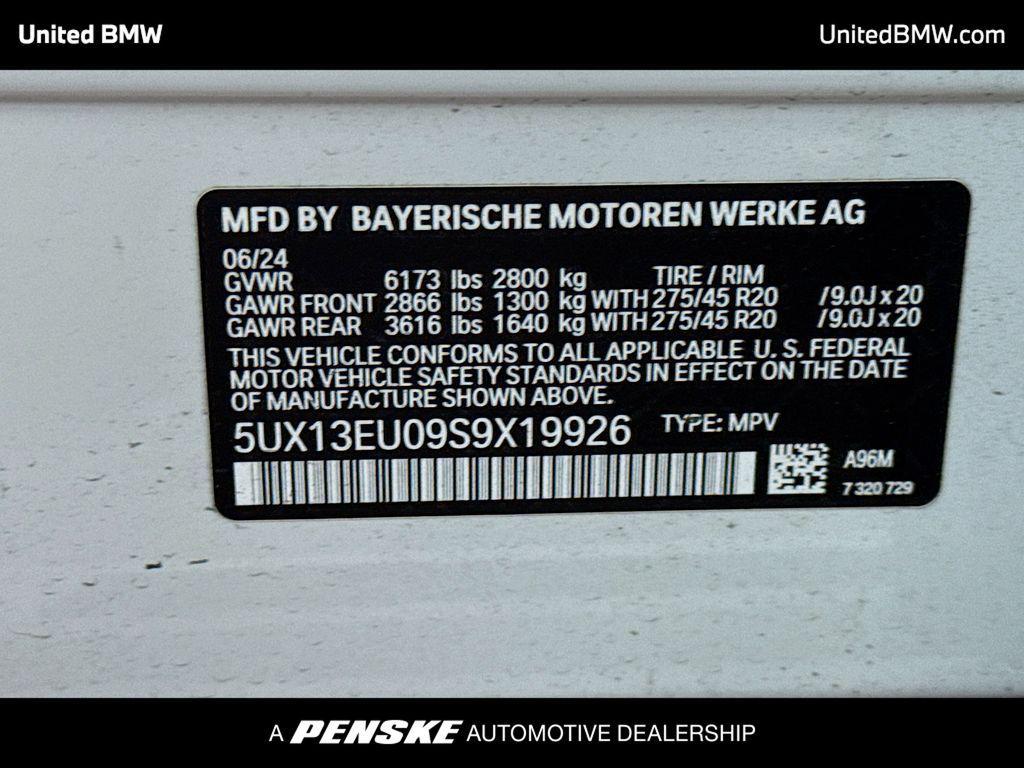 United BMW
UnitedBMW.com
MFD BY BAYERISCHE MOTOREN WERKE AG
06/24
GVWR 6173 lbs 2800 kg TIRE / RIM
GAWR FRONT 2866 lbs 1300 kg WITH 275/45 R20 /9.0J x 20
GAWR REAR 3616 lbs 1640 kg WITH 275/45 R20 /9.0J x 20
THIS VEHICLE CONFORMS TO ALL APPLICABLE U. S. FEDERAL
MOTOR VEHICLE SAFETY STANDARDS IN EFFECT ON THE DATE
OF MANUFACTURE SHOWN ABOVE.
5UX13EU09S9X19926 TYPE: MPV
A96M
7 320 729
A PENSKE AUTOMOTIVE DEALERSHIP